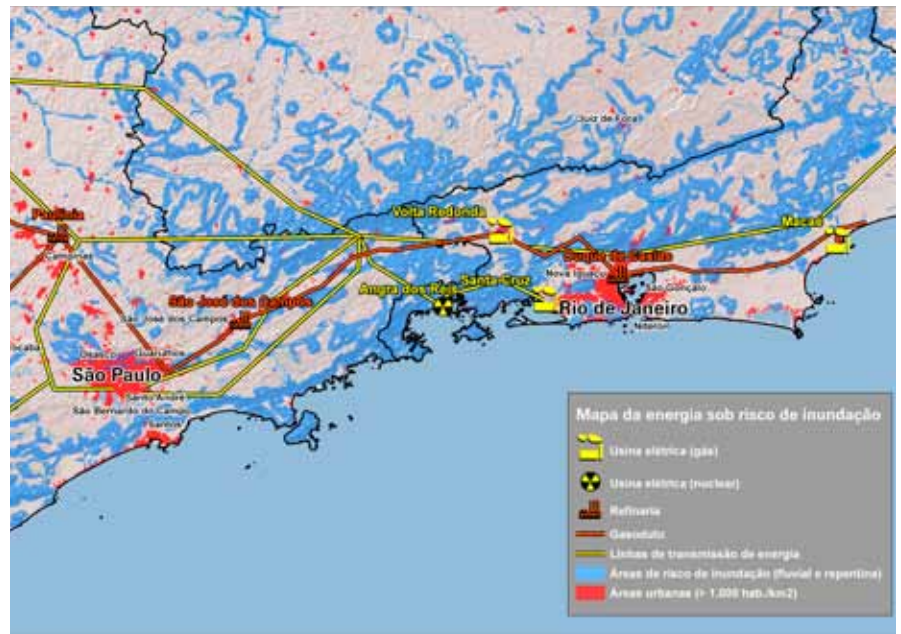 Juiz de Fora
Volta Redonda
Macaé
Paulínia
Campinas
Duque de Caxias
Nova Iguaçu
São Gonçalo
Angra dos Reis
Santa Cruz
São José dos Campos
São José dos Campos
Rio de Janeiro
Niterói
Osasco
Guarulhos
São Paulo
Santo André
São Bernardo do Campo
Santos
Mapa da energia sob risco de inundação
Usina elétrica (gás)
Usina elétrica (nuclear)
Refinaria
Gasoduto
Linhas de transmissão de energia
Áreas de risco de inundação (fluvial e repentina)
Áreas urbanas (> 1.000 hab./km2)